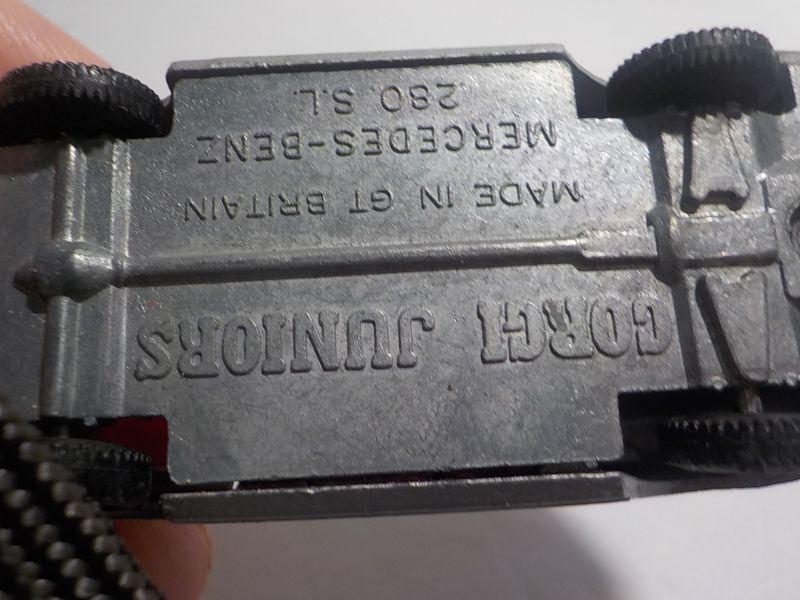 CORGI JUNIORS
MADE IN GT BRITAIN
MERCEDES-BENZ
280. S.L.